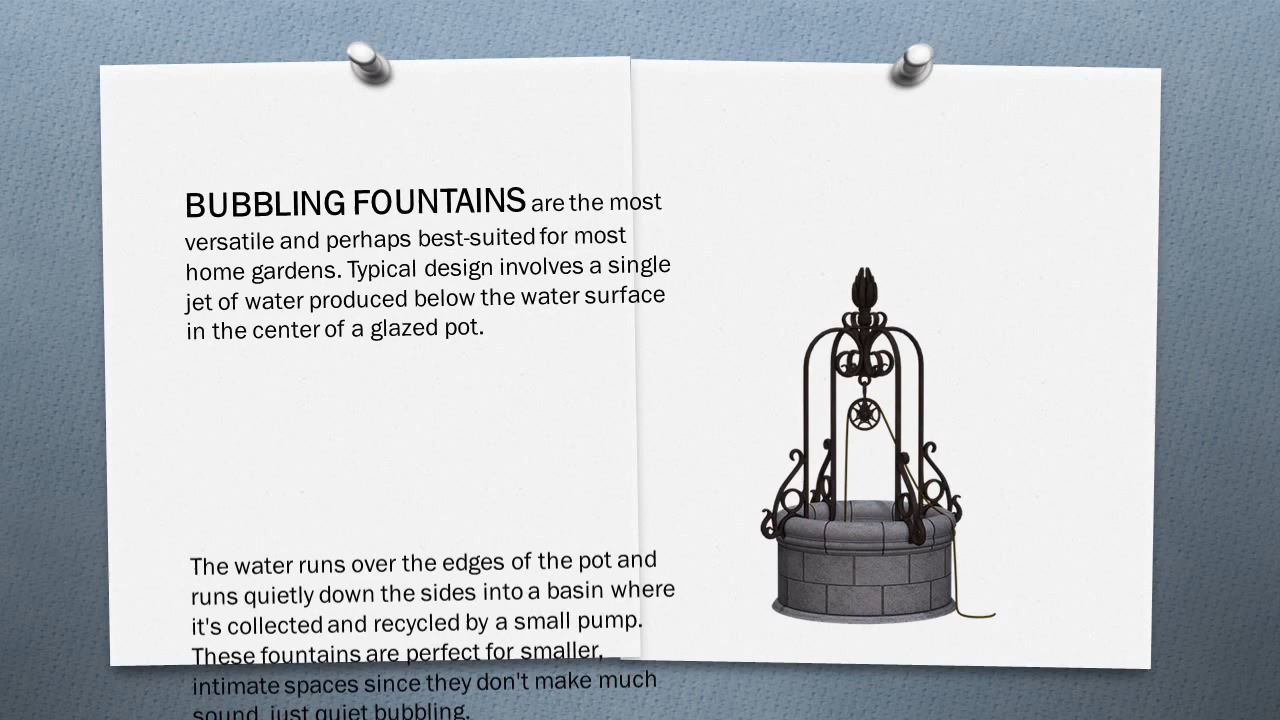 BUBBLING FOUNTAINS are the most
versatile and perhaps best-suited for most
home gardens. Typical design involves a single
jet of water produced below the water surface
in the center of a glazed pot.
The water runs over the edges of the pot and
runs quietly down the sides into a basin where
it's collected and recycled by a small pump.
These fountains are perfect for smaller,
intimate spaces since they don't make much
sound, just quiet bubbling.